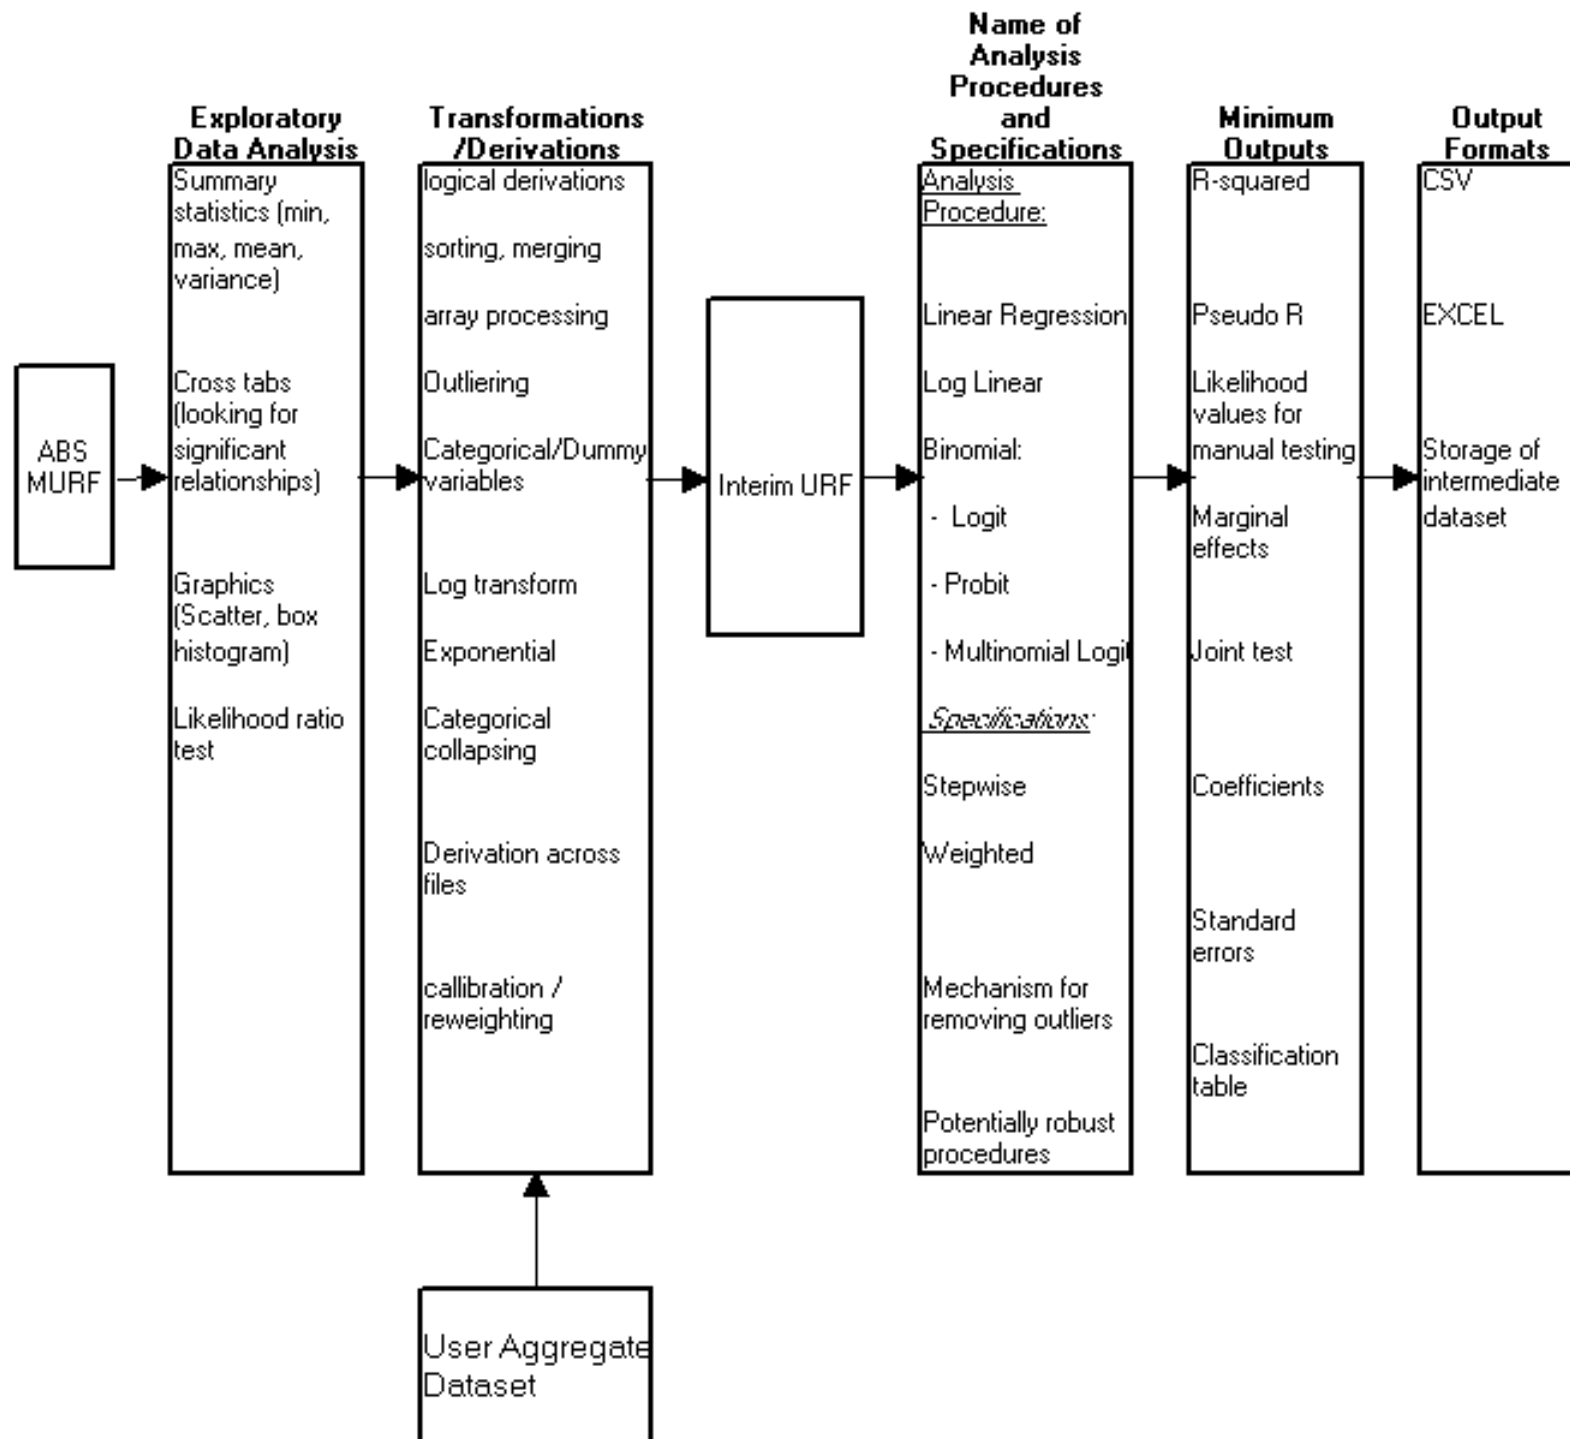 Exploratory
Data Analysis
Transformations
/Derivations
Name of
Analysis
Procedures
and
Specifications
Minimum
Outputs
Output
Formats
ABS
MURF
Summary
statistics (min,
max, mean,
variance)
Cross tabs
(looking for
significant
relationships)
Graphics
(Scatter, box
histogram)
Likelihood ratio
test
logical derivations
sorting, merging
array processing
Outliering
Categorical/Dummy
variables
Log transform
Exponential
Categorical
collapsing
Derivation across
files
callibration /
reweighting
User Aggregate
Dataset
Interim URF
Analysis
Procedure:
Linear Regression
Log Linear
Binomial:
- Logit
- Probit
- Multinomial Logit
Specifications:
Stepwise
Weighted
Mechanism for
removing outliers
Potentially robust
procedures
R-squared
Pseudo R
Likelihood
values for
manual testing
Marginal
effects
Joint test
Coefficients
Standard
errors
Classification
table
CSV
EXCEL
Storage of
intermediate
dataset